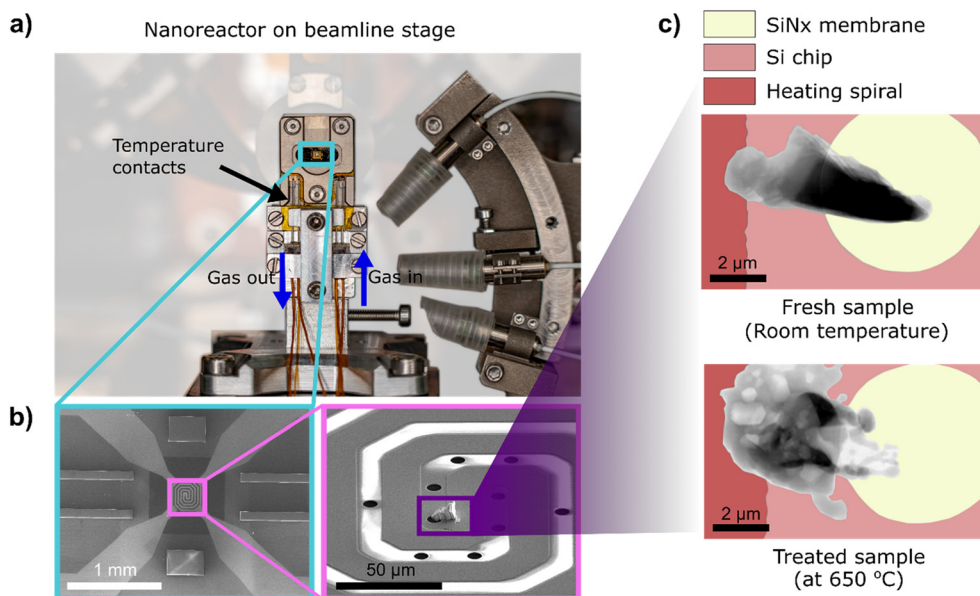 a)
Nanoreactor on beamline stage
Temperature
contacts
Gas out
Gas in
b)
1 mm
50 µm
c)
SiNx membrane
Si chip
Heating spiral
2 µm
Fresh sample
(Room temperature)
2 µm
Treated sample
(at 650 °C)